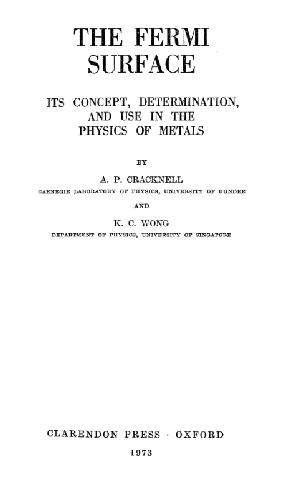 THE FERMI
SURFACE
ITS CONCEPT, DETERMINATION,
AND USE IN THE
PHYSICS OF METALS
BY
A. P. CRACKNELL
CARNEGIE LABORATORY OF PHYSICS, UNIVERSITY OF DUNDEE
AND
K. C. WONG
DEPARTMENT OF PHYSICS, UNIVERSITY OF SINGAPORE
CLARENDON PRESS · OXFORD
1973